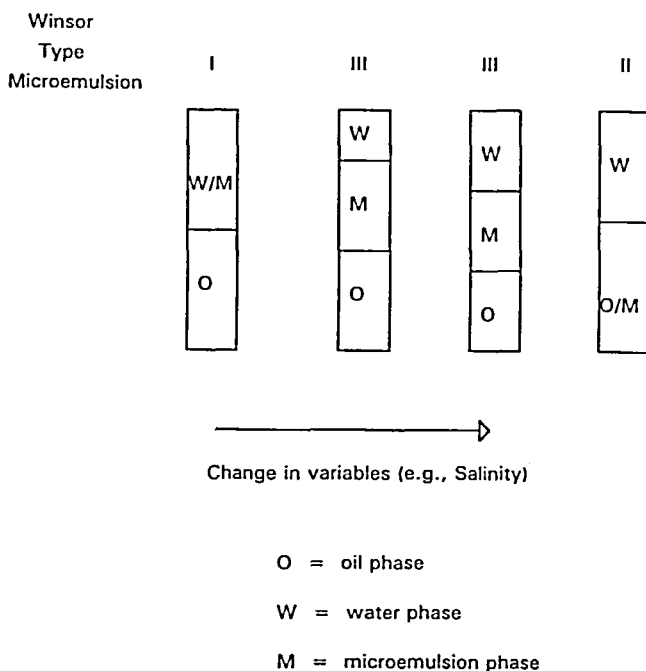 Winsor
Type
Microemulsion
I III III II
W/M
O
W
M
O
W
M
O
W
O/M
Change in variables (e.g., Salinity)
O = oil phase
W = water phase
M = microemulsion phase